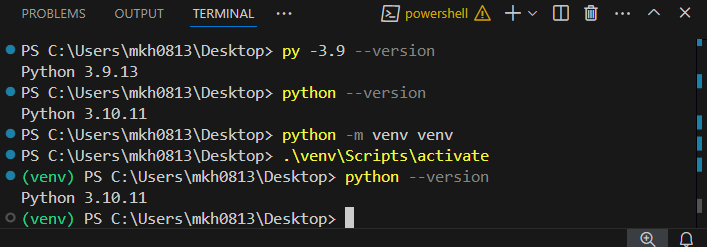 PROBLEMS OUTPUT TERMINAL ··· powershell
PS C:\Users\mkh0813\Desktop> py -3.9 --version
Python 3.9.13
PS C:\Users\mkh0813\Desktop> python --version
Python 3.10.11
PS C:\Users\mkh0813\Desktop> python -m venv venv
PS C:\Users\mkh0813\Desktop> .\venv\Scripts\activate
(venv) PS C:\Users\mkh0813\Desktop> python --version
Python 3.10.11
(venv) PS C:\Users\mkh0813\Desktop>